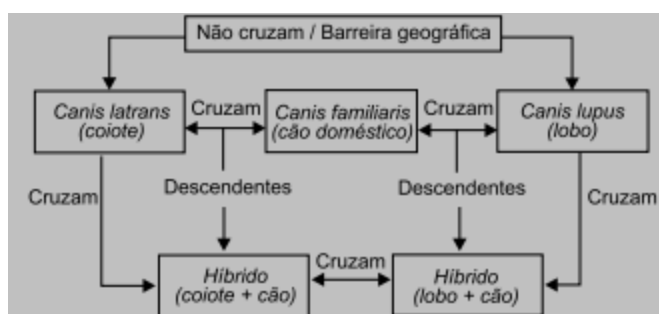 Não cruzam / Barreira geográfica
Canis latrans
(coiote)
Cruzam
Canis familiaris
(cão doméstico)
Cruzam
Canis lupus
(lobo)
Cruzam
Descendentes
Descendentes
Cruzam
Híbrido
(coiote + cão)
Cruzam
Híbrido
(lobo + cão)